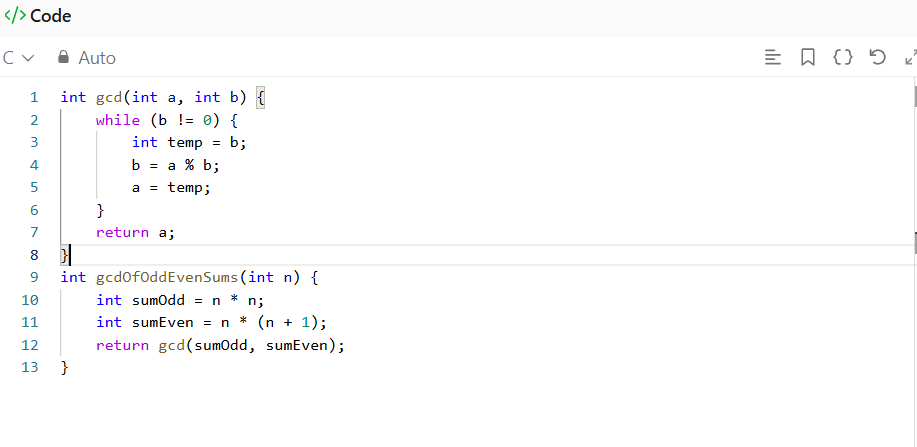 </> Code
C Auto
1 int gcd(int a, int b) {
2     while (b != 0) {
3         int temp = b;
4         b = a % b;
5         a = temp;
6     }
7     return a;
8 }
9 int gcdOfOddEvenSums(int n) {
10     int sumOdd = n * n;
11     int sumEven = n * (n + 1);
12     return gcd(sumOdd, sumEven);
13 }